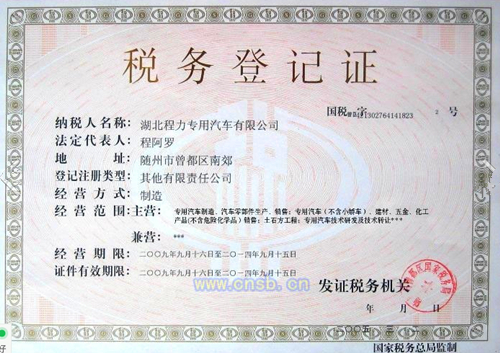 税务登记证
国税 字 421302764141823 2 号
纳税人名称：湖北程力专用汽车有限公司
法定代表人：程阿罗
地 址：随州市曾都区南郊
登记注册类型：其他有限责任公司
经营方式：制造
经营范围：主营： 专用汽车制造、汽车零部件生产、销售；专用汽车（不含小轿车）、建材、五金、化工
产品(不含危险化学品）销售；土石方工程；专用汽车技术研发及技术转让***
兼营： ***
经营期限：二〇〇九年九月十六日至二〇一四年九月十五日
证件有效期限：二〇〇九年九月十六日至二〇一四年九月十五日
www.cnsb.cn
发证税务机关
年 月 日
国家税务总局监制